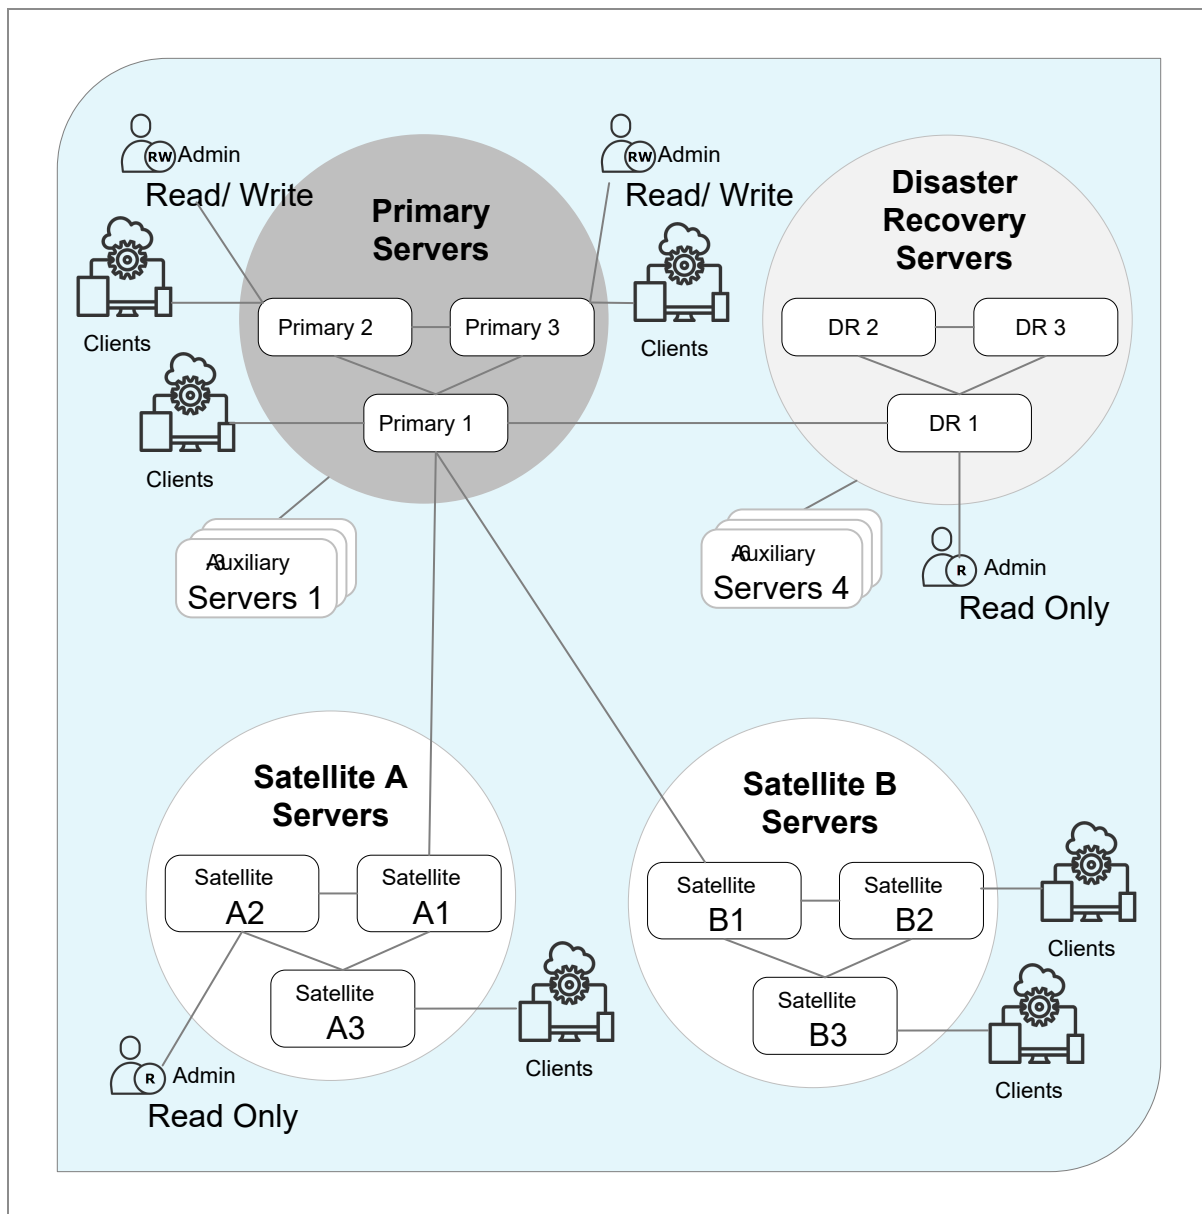 RW Admin
Read/ Write
RW Admin
Read/ Write
Primary
Servers
Disaster
Recovery
Servers
Clients
Primary 2
Primary 3
Clients
DR 2
DR 3
Clients
Primary 1
DR 1
Auxiliary
Servers 1
Auxiliary
Servers 4
R Admin
Read Only
Satellite A
Servers
Satellite B
Servers
Satellite
A2
Satellite
A1
Satellite
B1
Satellite
B2
Clients
Satellite
A3
Clients
Satellite
B3
Clients
R Admin
Read Only